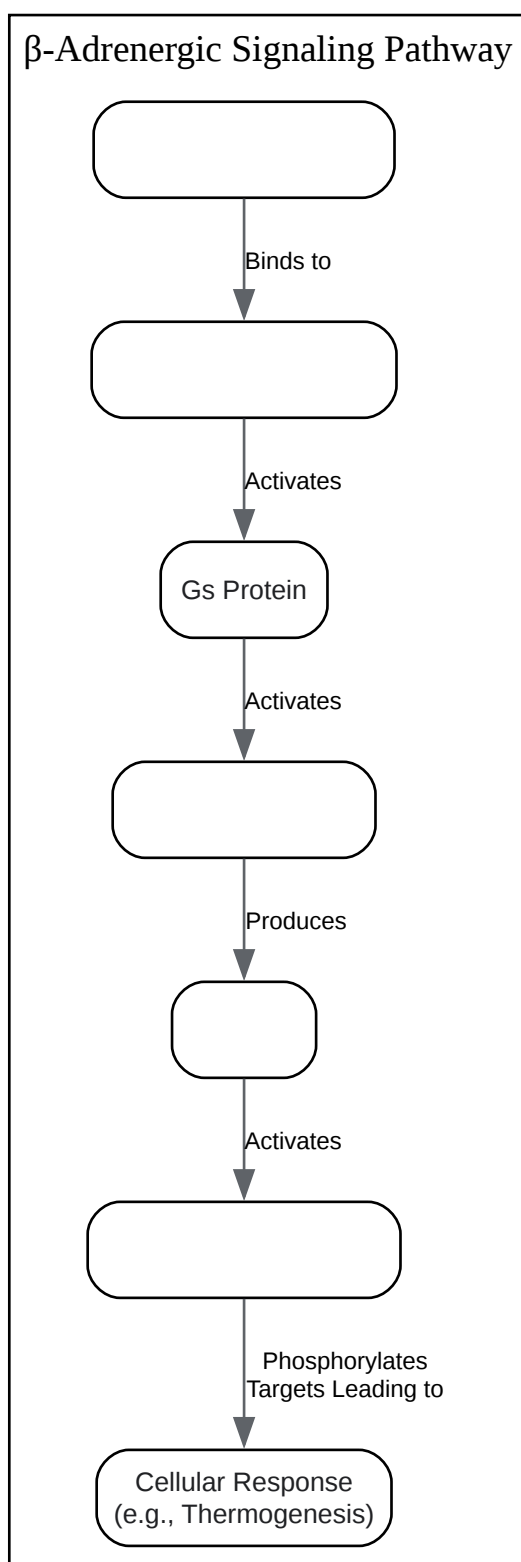 β-Adrenergic Signaling Pathway
Binds to
Activates
Gs Protein
Activates
Produces
Activates
Phosphorylates
Targets Leading to
Cellular Response
(e.g., Thermogenesis)